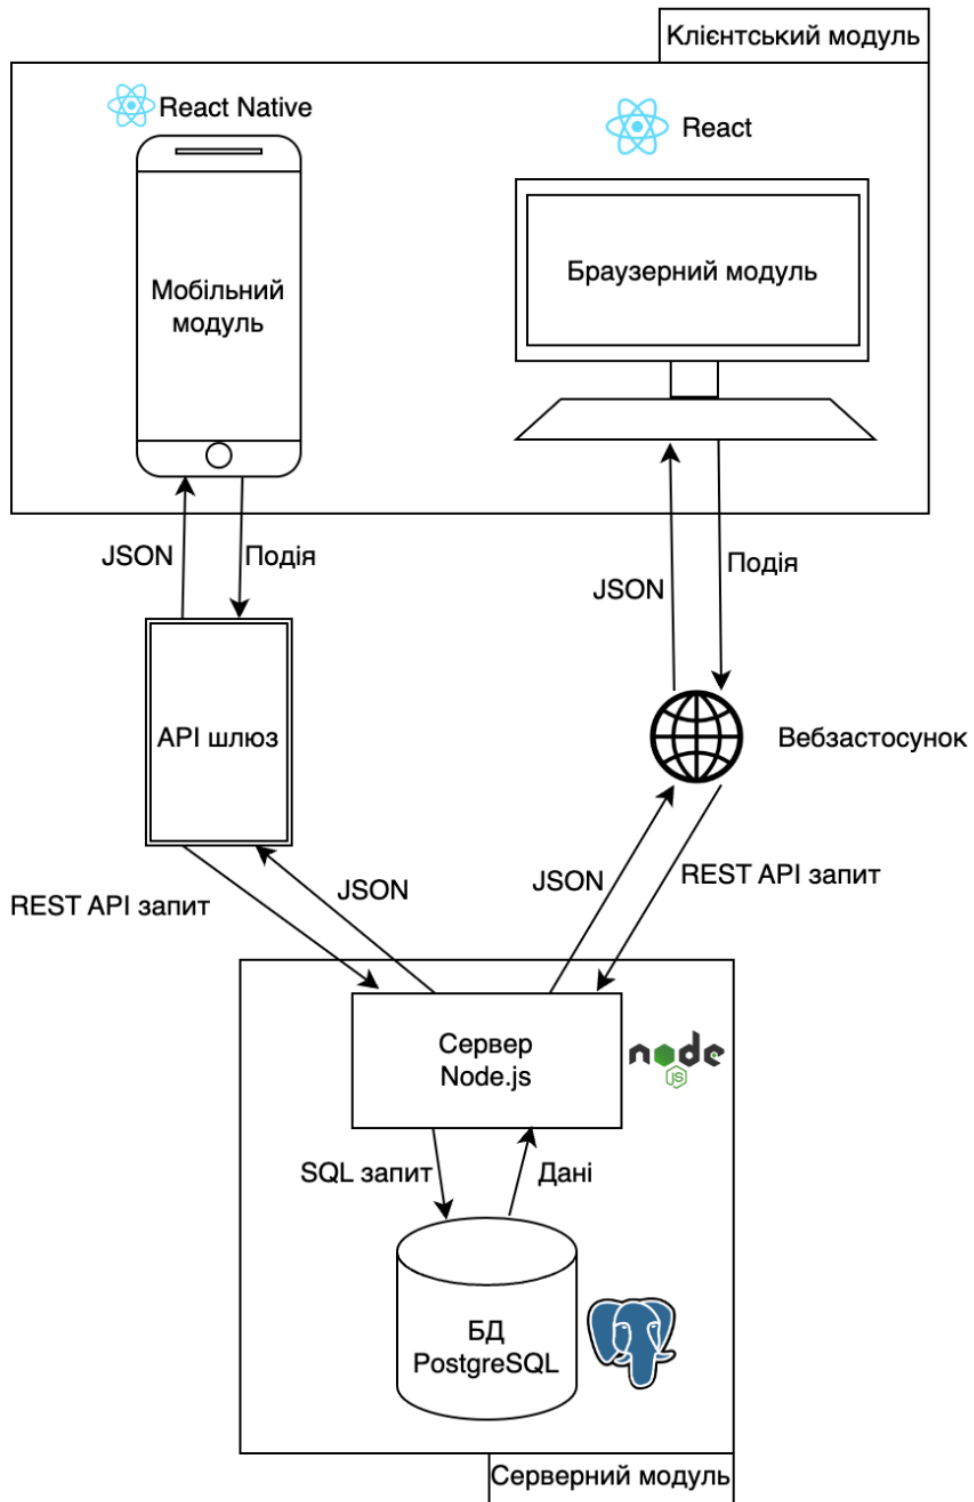 Клієнтський модуль
React Native
React
Мобільний
модуль
Браузерний модуль
JSON
Подія
JSON
Подія
API шлюз
Вебзастосунок
REST API запит
JSON
JSON
REST API запит
Сервер
Node.js
node
JS
SQL запит
Дані
БД
PostgreSQL
Серверний модуль